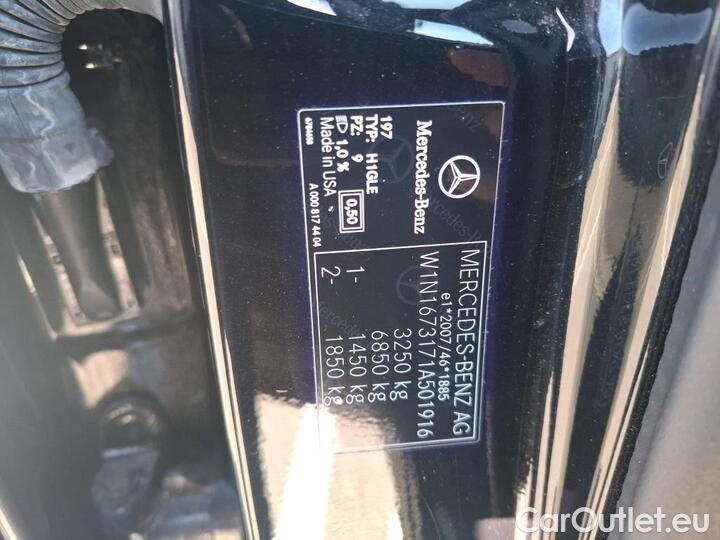 Mercedes-Benz
197
TYP: H1GLE
PZ: 9
1,0 % 0,50
Made in USA
6704658 A 000 817 44 04
MERCEDES-BENZ AG
e1*2007/46*1885
W1N1673171A501916
3250 kg
6850 kg
1- 1450 kg
2- 1850 kg
CarOutlet.eu